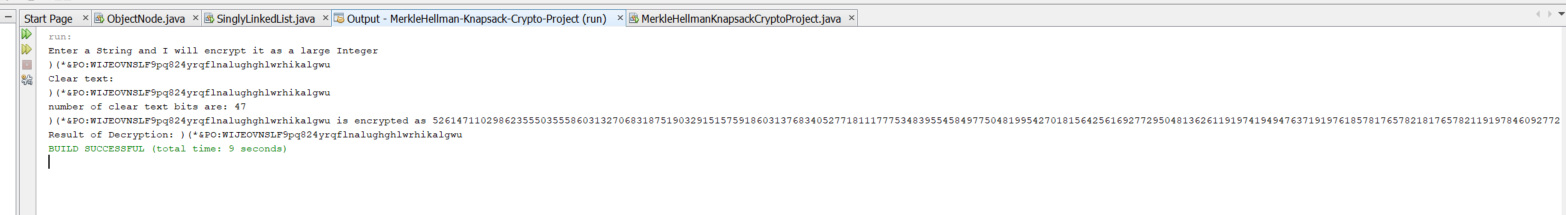 Start Page ObjectNode.java SinglyLinkedList.java Output - MerkleHellman-Knapsack-Crypto-Project (run) MerkleHellmanKnapsackCryptoProject.java
run:
Enter a String and I will encrypt it as a large Integer
)(*&PO:WIJEOVNSLF9pq824yrqflnalughghlwrhikalgwu
Clear text:
)(*&PO:WIJEOVNSLF9pq824yrqflnalughghlwrhikalgwu
number of clear text bits are: 47
)(*&PO:WIJEOVNSLF9pq824yrqflnalughghlwrhikalgwu is encrypted as
Result of Decryption: )(*&PO:WIJEOVNSLF9pq824yrqflnalughghlwrhikalgwu
BUILD SUCCESSFUL (total time: 9 seconds)